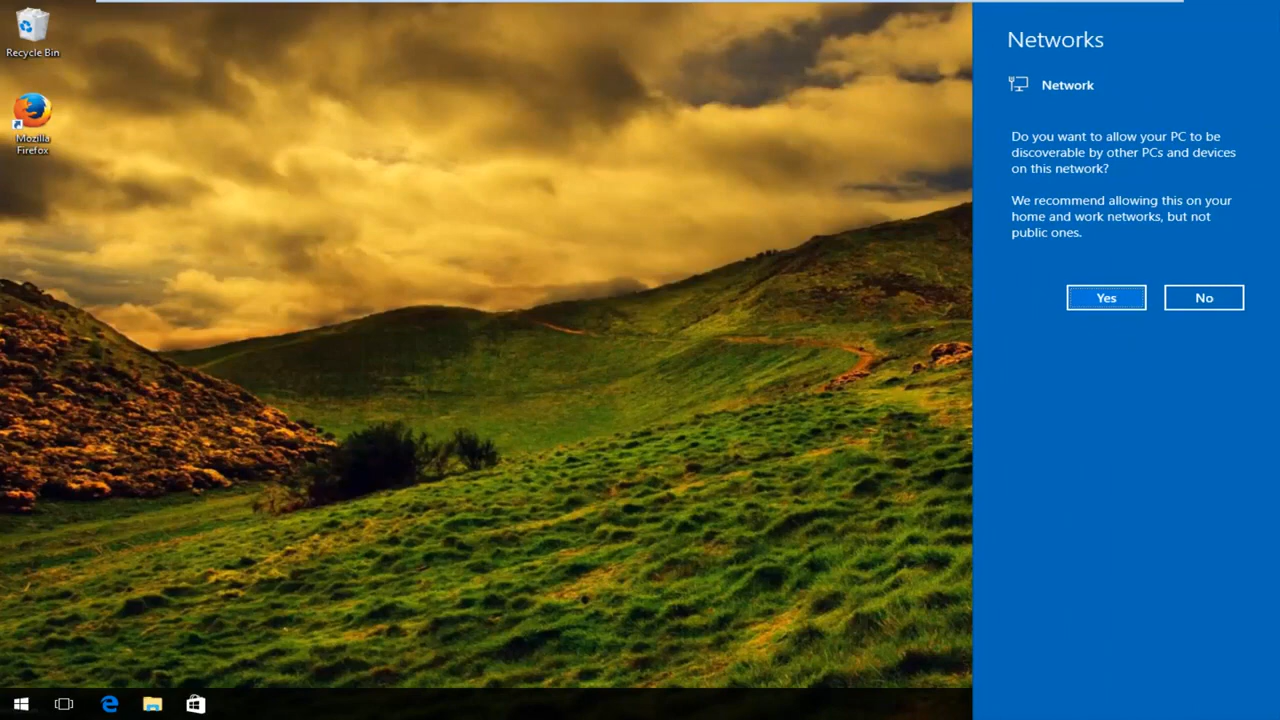 Recycle Bin
Mozilla
Firefox
Networks
Network
Do you want to allow your PC to be
discoverable by other PCs and devices
on this network?
We recommend allowing this on your
home and work networks, but not
public ones.
Yes
No